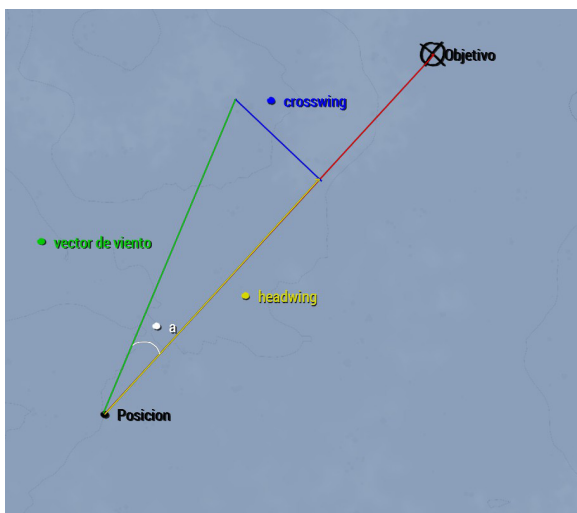 Objetivo
crosswing
vector de viento
headwing
a
Posicion